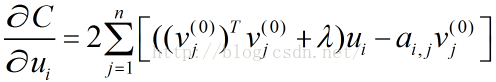 ∂C/∂u_i = 2∑_{j=1}^{n}[((v_j^{(0)})^T v_j^{(0)} + λ)u_i − a_{i,j}v_j^{(0)}]
http://blog.csdn.net/